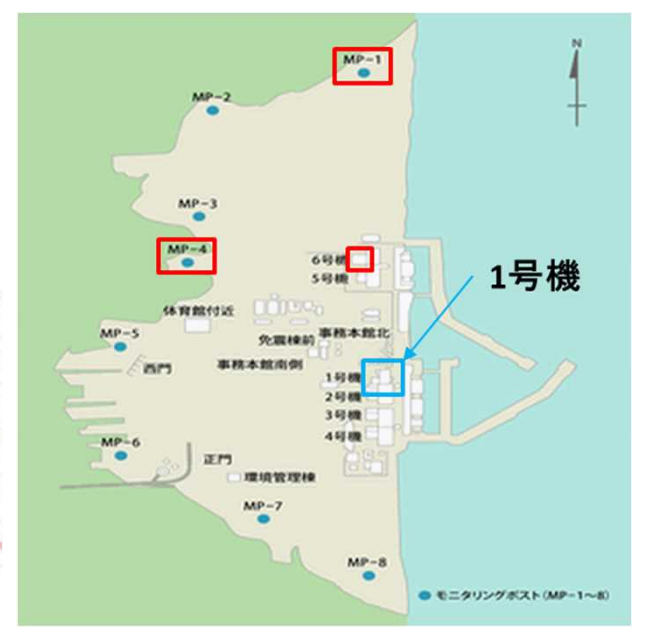 N
MP-1
MP-2
MP-3
MP-4
6号機
5号機
1号機
体育館付近
MP-5
免震棟前
事務本館北
西門
事務本館南側
1号機
2号機
3号機
4号機
MP-6
正門
環境管理棟
MP-7
MP-8
モニタリングポスト(MP-1~8)